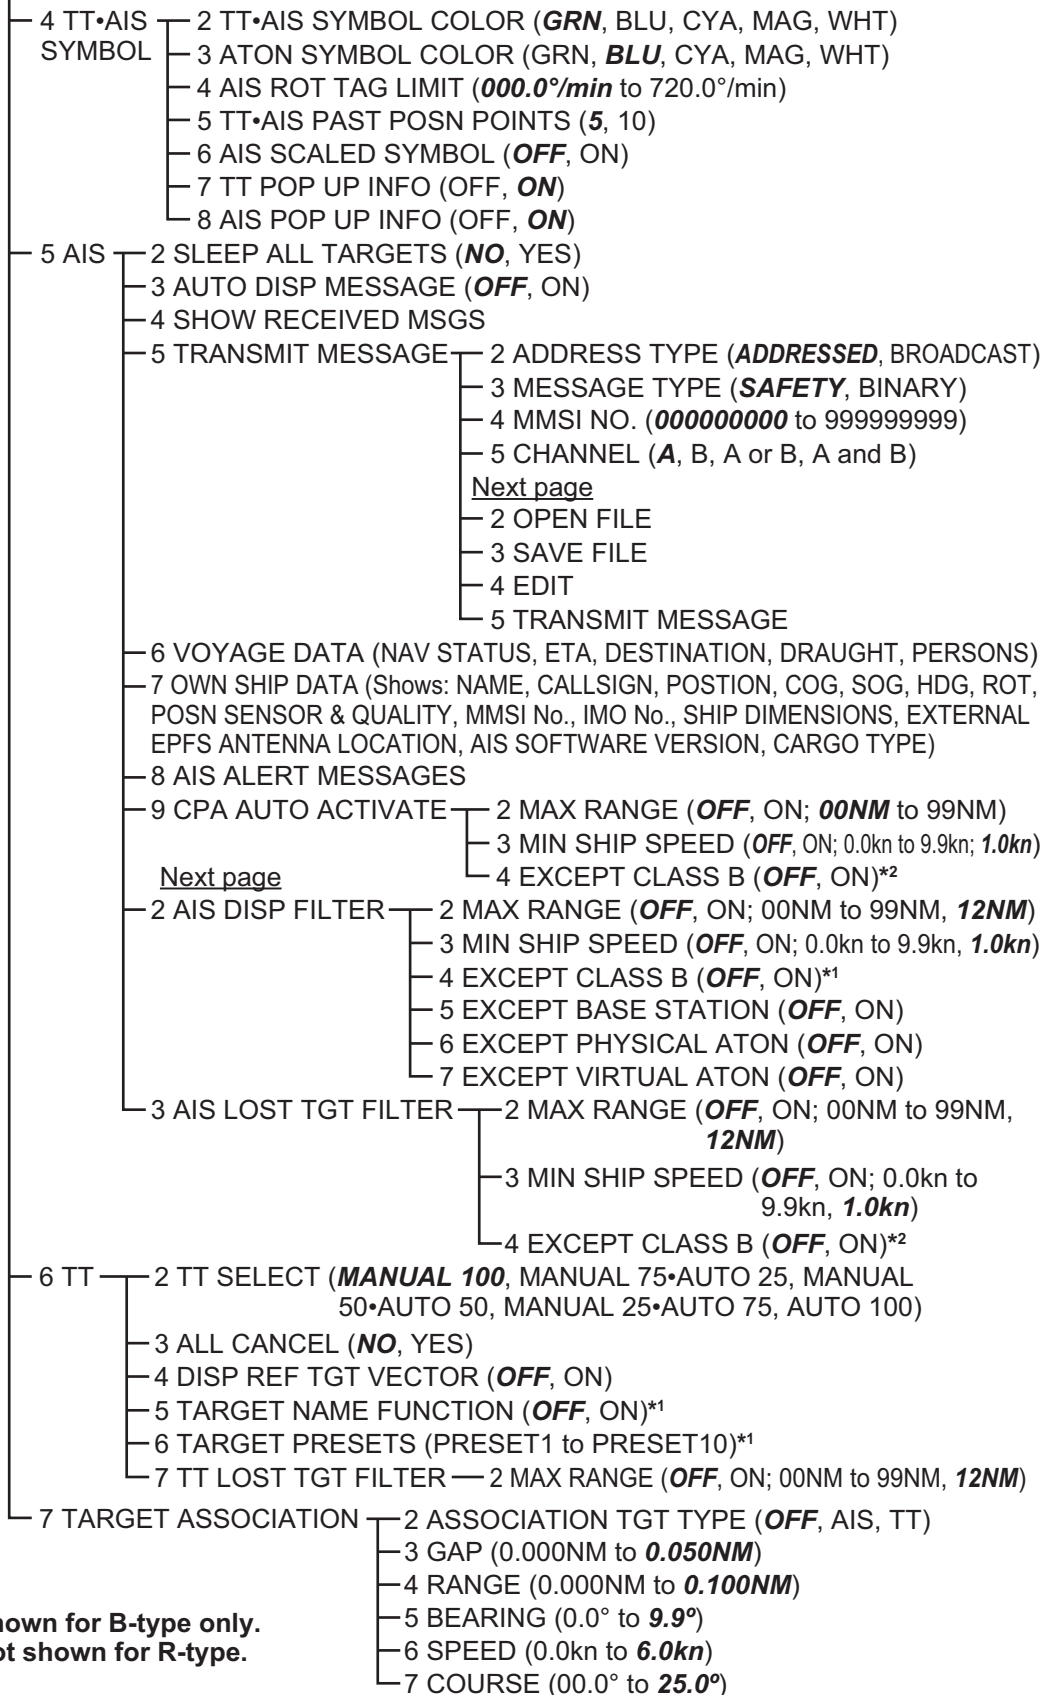 4 TT•AIS SYMBOL
2 TT•AIS SYMBOL COLOR (GRN, BLU, CYA, MAG, WHT)
3 ATON SYMBOL COLOR (GRN, BLU, CYA, MAG, WHT)
4 AIS ROT TAG LIMIT (000.0°/min to 720.0°/min)
5 TT•AIS PAST POSN POINTS (5, 10)
6 AIS SCALED SYMBOL (OFF, ON)
7 TT POP UP INFO (OFF, ON)
8 AIS POP UP INFO (OFF, ON)
5 AIS
2 SLEEP ALL TARGETS (NO, YES)
3 AUTO DISP MESSAGE (OFF, ON)
4 SHOW RECEIVED MSGS
5 TRANSMIT MESSAGE
2 ADDRESS TYPE (ADDRESSED, BROADCAST)
3 MESSAGE TYPE (SAFETY, BINARY)
4 MMSI NO. (000000000 to 999999999)
5 CHANNEL (A, B, A or B, A and B)
Next page
2 OPEN FILE
3 SAVE FILE
4 EDIT
5 TRANSMIT MESSAGE
6 VOYAGE DATA (NAV STATUS, ETA, DESTINATION, DRAUGHT, PERSONS)
7 OWN SHIP DATA (Shows: NAME, CALLSIGN, POSTION, COG, SOG, HDG, ROT,
POSN SENSOR & QUALITY, MMSI No., IMO No., SHIP DIMENSIONS, EXTERNAL
EPFS ANTENNA LOCATION, AIS SOFTWARE VERSION, CARGO TYPE)
8 AIS ALERT MESSAGES
9 CPA AUTO ACTIVATE
2 MAX RANGE (OFF, ON; 00NM to 99NM)
3 MIN SHIP SPEED (OFF, ON; 0.0kn to 9.9kn; 1.0kn)
4 EXCEPT CLASS B (OFF, ON)*2
Next page
2 AIS DISP FILTER
2 MAX RANGE (OFF, ON; 00NM to 99NM, 12NM)
3 MIN SHIP SPEED (OFF, ON; 0.0kn to 9.9kn, 1.0kn)
4 EXCEPT CLASS B (OFF, ON)*1
5 EXCEPT BASE STATION (OFF, ON)
6 EXCEPT PHYSICAL ATON (OFF, ON)
7 EXCEPT VIRTUAL ATON (OFF, ON)
3 AIS LOST TGT FILTER
2 MAX RANGE (OFF, ON; 00NM to 99NM,
12NM)
3 MIN SHIP SPEED (OFF, ON; 0.0kn to
9.9kn, 1.0kn)
4 EXCEPT CLASS B (OFF, ON)*2
6 TT
2 TT SELECT (MANUAL 100, MANUAL 75•AUTO 25, MANUAL
50•AUTO 50, MANUAL 25•AUTO 75, AUTO 100)
3 ALL CANCEL (NO, YES)
4 DISP REF TGT VECTOR (OFF, ON)
5 TARGET NAME FUNCTION (OFF, ON)*1
6 TARGET PRESETS (PRESET1 to PRESET10)*1
7 TT LOST TGT FILTER
2 MAX RANGE (OFF, ON; 00NM to 99NM, 12NM)
7 TARGET ASSOCIATION
2 ASSOCIATION TGT TYPE (OFF, AIS, TT)
3 GAP (0.000NM to 0.050NM)
4 RANGE (0.000NM to 0.100NM)
5 BEARING (0.0° to 9.9º)
6 SPEED (0.0kn to 6.0kn)
7 COURSE (00.0° to 25.0º)
for B-type only.
shown for R-type.